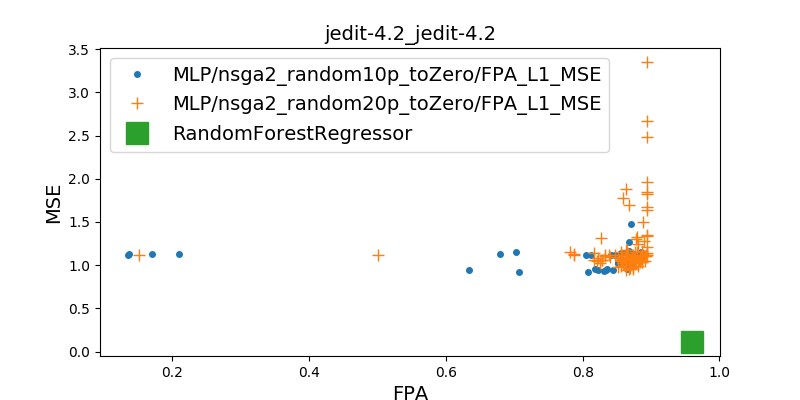 jedit-4.2_jedit-4.2
MLP/nsga2_random10p_toZero/FPA_L1_MSE
MLP/nsga2_random20p_toZero/FPA_L1_MSE
RandomForestRegressor
MSE
3.5
3.0
2.5
2.0
1.5
1.0
0.5
0.0
0.2 0.4 0.6 0.8 1.0
FPA